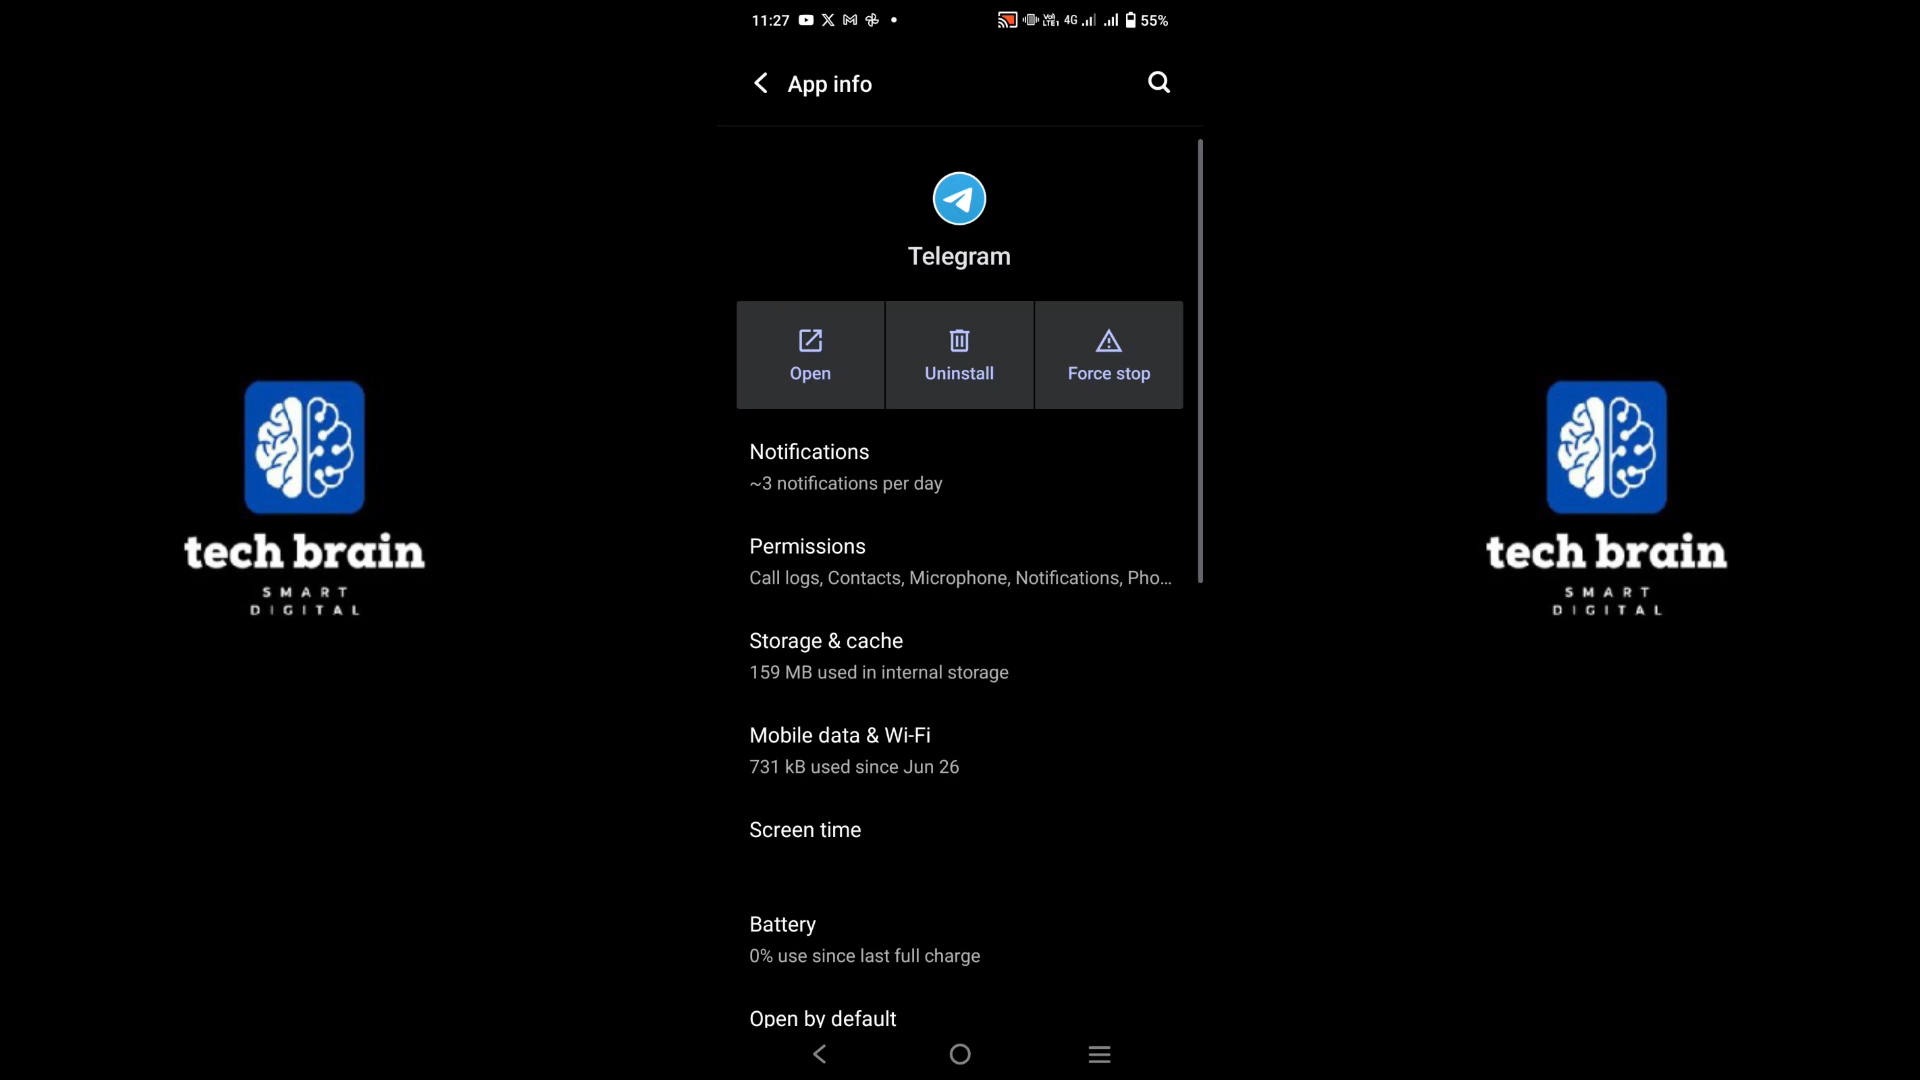 11:27
4G 55%
App info
Telegram
Open
Uninstall
Force stop
Notifications
~3 notifications per day
Permissions
Call logs, Contacts, Microphone, Notifications, Pho...
Storage & cache
159 MB used in internal storage
Mobile data & Wi-Fi
731 kB used since Jun 26
Screen time
Battery
0% use since last full charge
Open by default
tech brain
SMART
DIGITAL
tech brain
SMART
DIGITAL